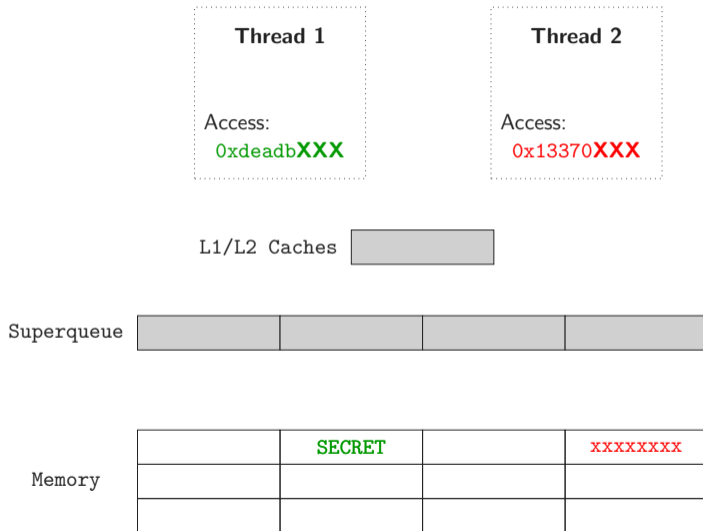 Thread 1
Thread 2
Access:
0xdeadbXXX
Access:
0x13370XXX
L1/L2 Caches
Superqueue
SECRET
xxxxxxxx
Memory